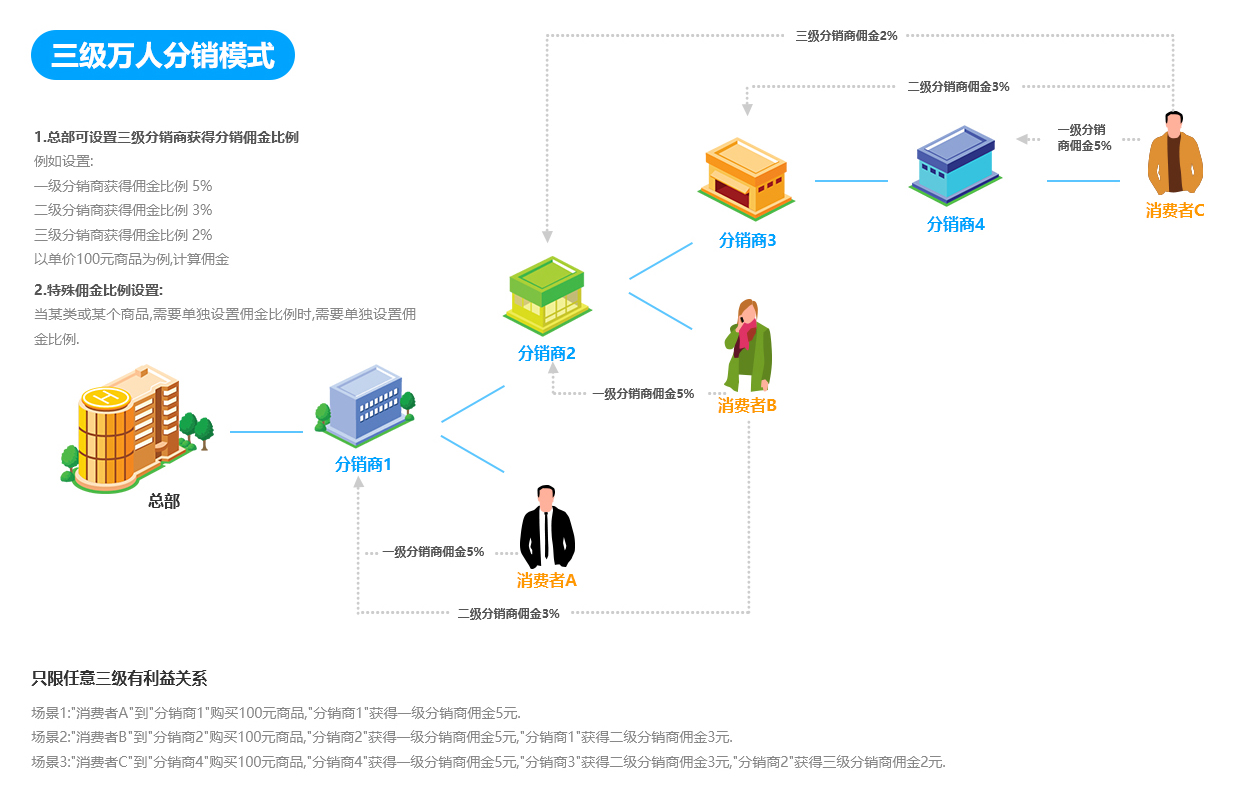 三级万人分销模式
1.总部可设置三级分销商获得分销佣金比例
例如设置:
一级分销商获得佣金比例 5%
二级分销商获得佣金比例 3%
三级分销商获得佣金比例 2%
以单价100元商品为例,计算佣金
2.特殊佣金比例设置:
当某类或某个商品,需要单独设置佣金比例时,需要单独设置佣
金比例.
三级分销商佣金2%
二级分销商佣金3%
一级分销
商佣金5%
消费者C
分销商4
分销商3
分销商2
一级分销商佣金5%
消费者B
分销商1
总部
一级分销商佣金5%
消费者A
二级分销商佣金3%
只限任意三级有利益关系
场景1:"消费者A"到"分销商1"购买100元商品,"分销商1"获得一级分销商佣金5元.
场景2:"消费者B"到"分销商2"购买100元商品,"分销商2"获得一级分销商佣金5元,"分销商1"获得二级分销商佣金3元.
场景3:"消费者C"到"分销商4"购买100元商品,"分销商4"获得一级分销商佣金5元,"分销商3"获得二级分销商佣金3元,"分销商2"获得三级分销商佣金2元.